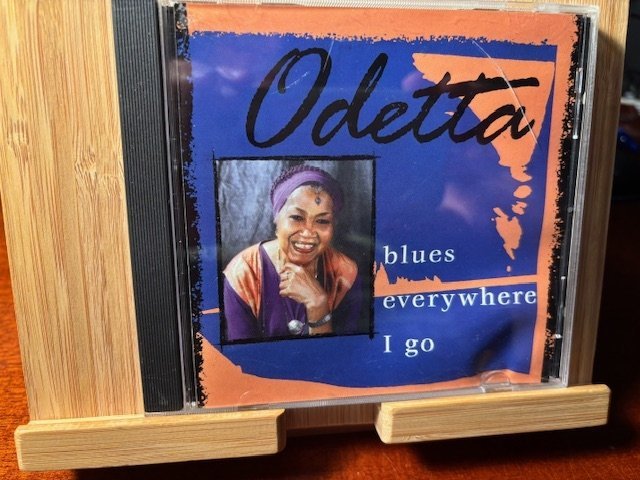 Odetta
blues
everywhere
I go